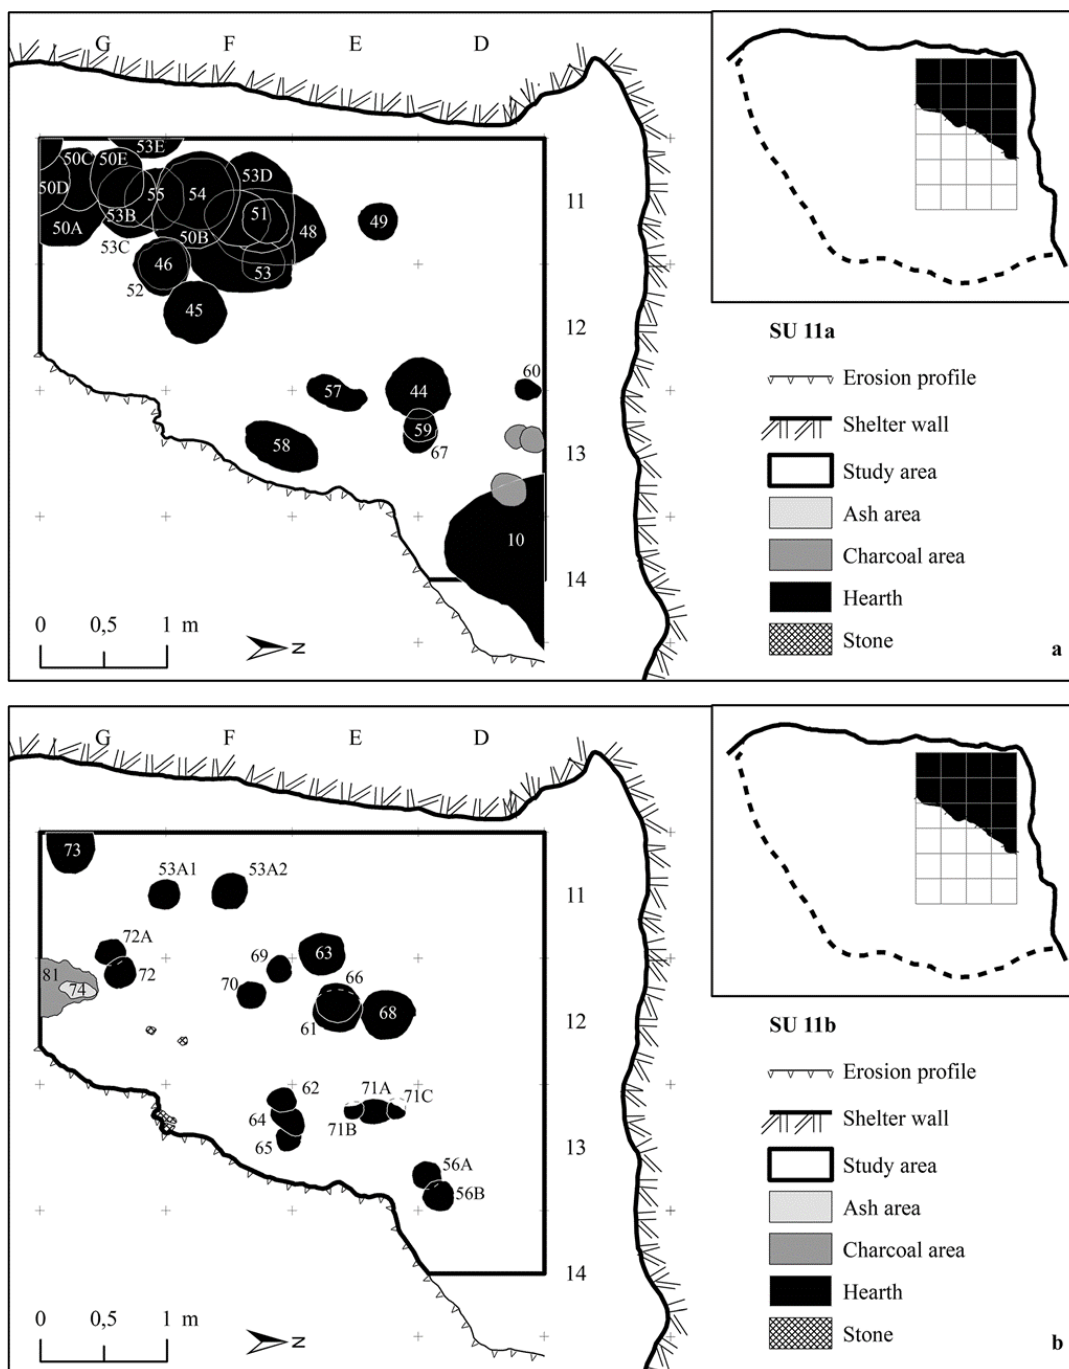 G F E D
53E
50C 50E
53D
50D 55 54
11
51 49
53B 48
50A 50B
53C
46 53
52
45
12
SU 11a
60
57 44
Erosion profile
59
Shelter wall
58 67
13
Study area
Ash area
10
Charcoal area
14
Hearth
0 0,5 1 m
Stone
N
a
G F E D
73
53A1 53A2
11
72A
69 63
81 72 66
74 70
68
61
12
SU 11b
62 71A
71C
Erosion profile
64
71B
Shelter wall
65
13
56A
Study area
56B
Ash area
Charcoal area
14
Hearth
0 0,5 1 m
Stone
N
b